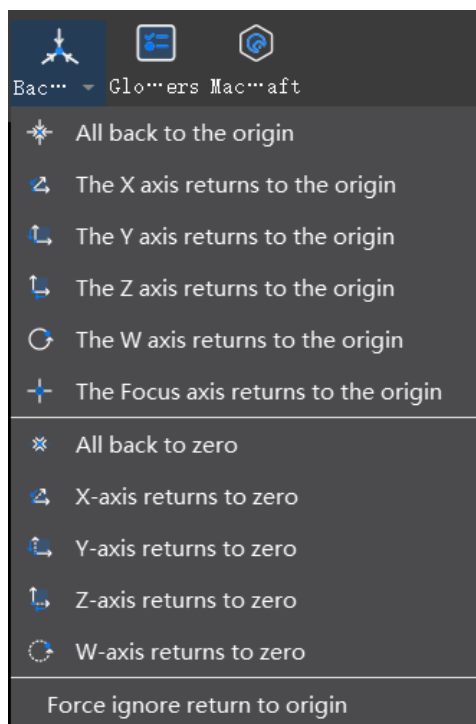 Bac… Glo…ers Mac…aft
All back to the origin
The X axis returns to the origin
The Y axis returns to the origin
The Z axis returns to the origin
The W axis returns to the origin
The Focus axis returns to the origin
All back to zero
X-axis returns to zero
Y-axis returns to zero
Z-axis returns to zero
W-axis returns to zero
Force ignore return to origin